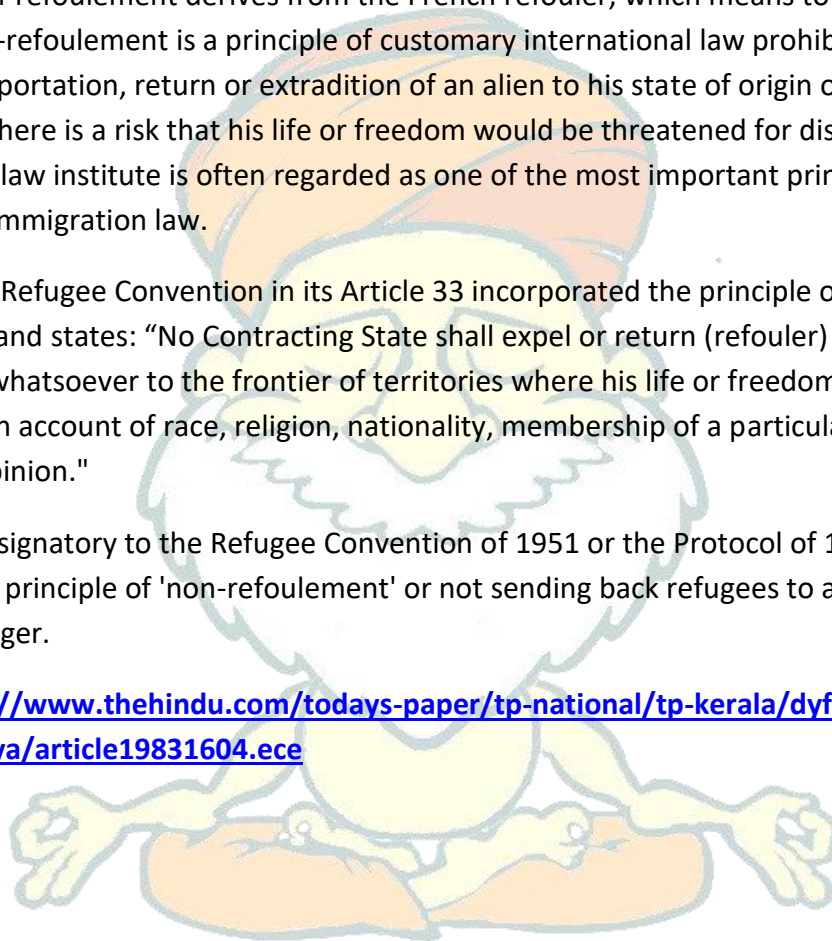 refoulement derives from the French refouler, which means to
-refoulement is a principle of customary international law prohib
portation, return or extradition of an alien to his state of origin o
here is a risk that his life or freedom would be threatened for dis
law institute is often regarded as one of the most important prin
mmigration law.
Refugee Convention in its Article 33 incorporated the principle o
and states: “No Contracting State shall expel or return (refouler)
whatsoever to the frontier of territories where his life or freedom
n account of race, religion, nationality, membership of a particula
pinion."
signatory to the Refugee Convention of 1951 or the Protocol of 1
principle of 'non-refoulement' or not sending back refugees to a
ger.
//www.thehindu.com/todays-paper/tp-national/tp-kerala/dyf
va/article19831604.ece